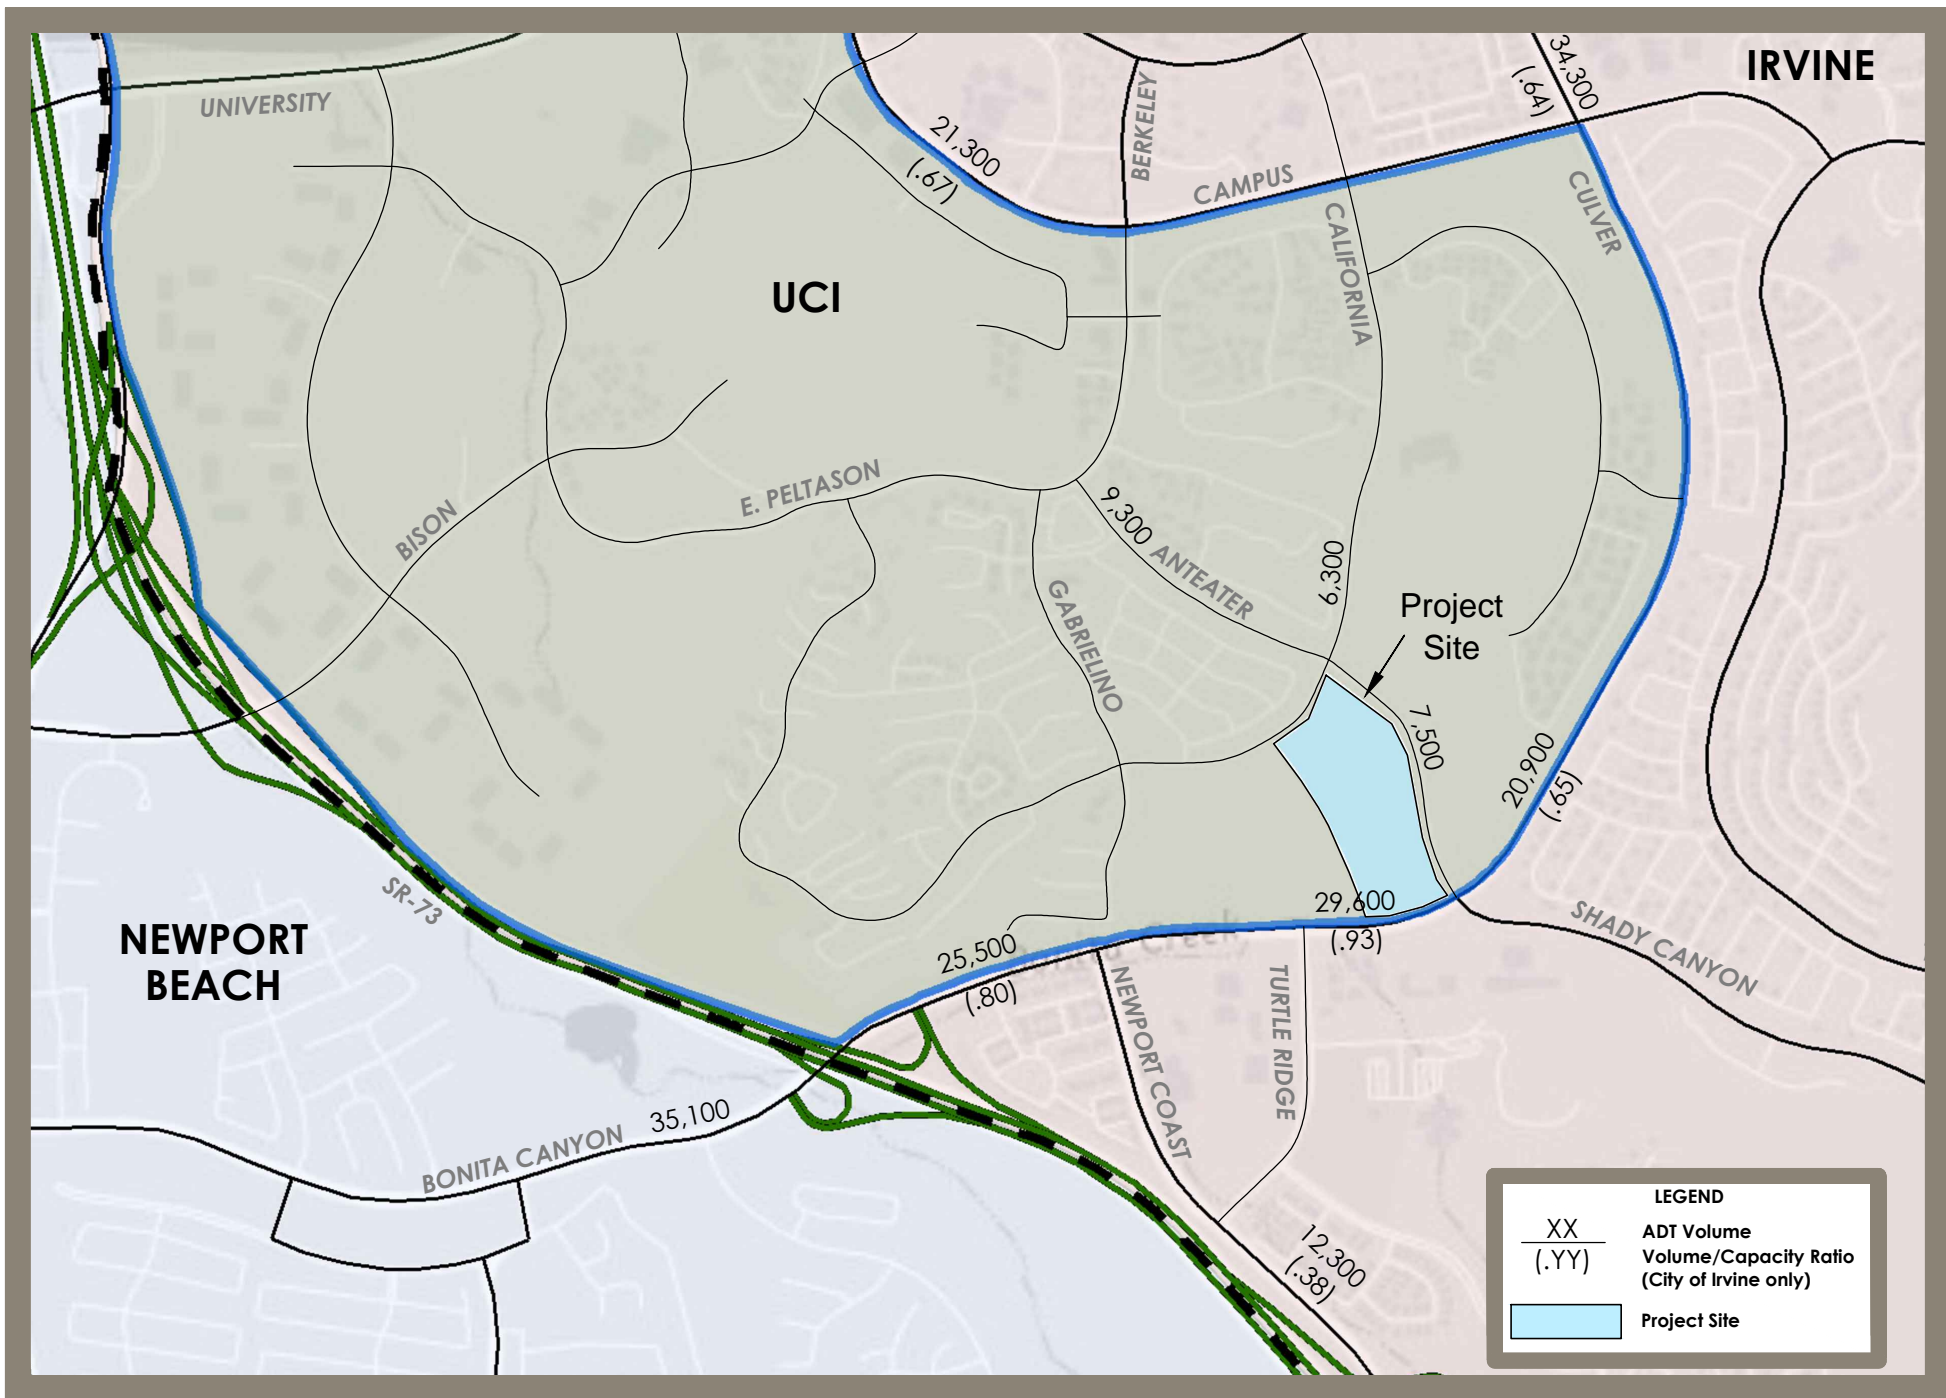 IRVINE
34,300
(.64)
UNIVERSITY
BERKELEY
21,300
(.67)
CAMPUS
CULVER
CALIFORNIA
UCI
E. PELTASON
BISON
9,300
ANTEATER
6,300
GABRIELINO
Project
Site
7,500
20,900
(.65)
SR-73
29,600
(.93)
25,500
(.80)
Creek
SHADY CANYON
NEWPORT
BEACH
NEWPORT COAST
TURTLE RIDGE
35,100
BONITA CANYON
12,300
(.38)
LEGEND
XX
ADT Volume
(.YY)
Volume/Capacity Ratio
(City of Irvine only)
Project Site